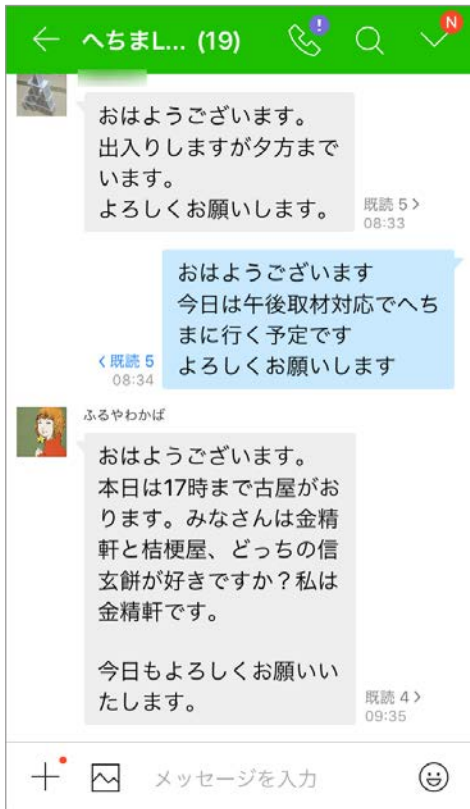 へちまL... (19)
N
おはようございます。
出入りしますが夕方まで
います。
よろしくお願いします。
既読 5
08:33
おはようございます
今日は午後取材対応でへち
まに行く予定です
よろしくお願いします
既読 5
08:34
ふるやわかば
おはようございます。
本日は17時まで古屋がお
ります。みなさんは金精
軒と桔梗屋、どっちの信
玄餅が好きですか？私は
金精軒です。
今日もよろしくお願いい
たします。
既読 4
09:35
メッセージを入力